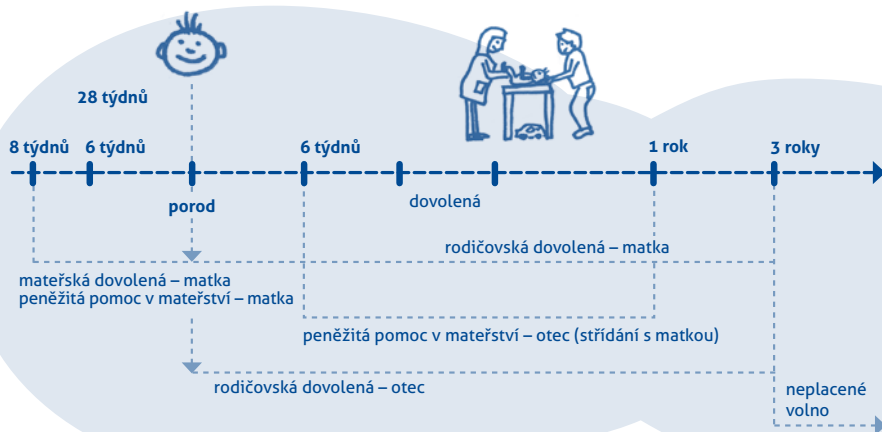 28 týdnů
8 týdnů
6 týdnů
6 týdnů
1 rok
3 roky
porod
dovolená
rodičovská dovolená – matka
mateřská dovolená – matka
peněžitá pomoc v mateřství – matka
peněžitá pomoc v mateřství – otec (střídání s matkou)
rodičovská dovolená – otec
neplacené
volno